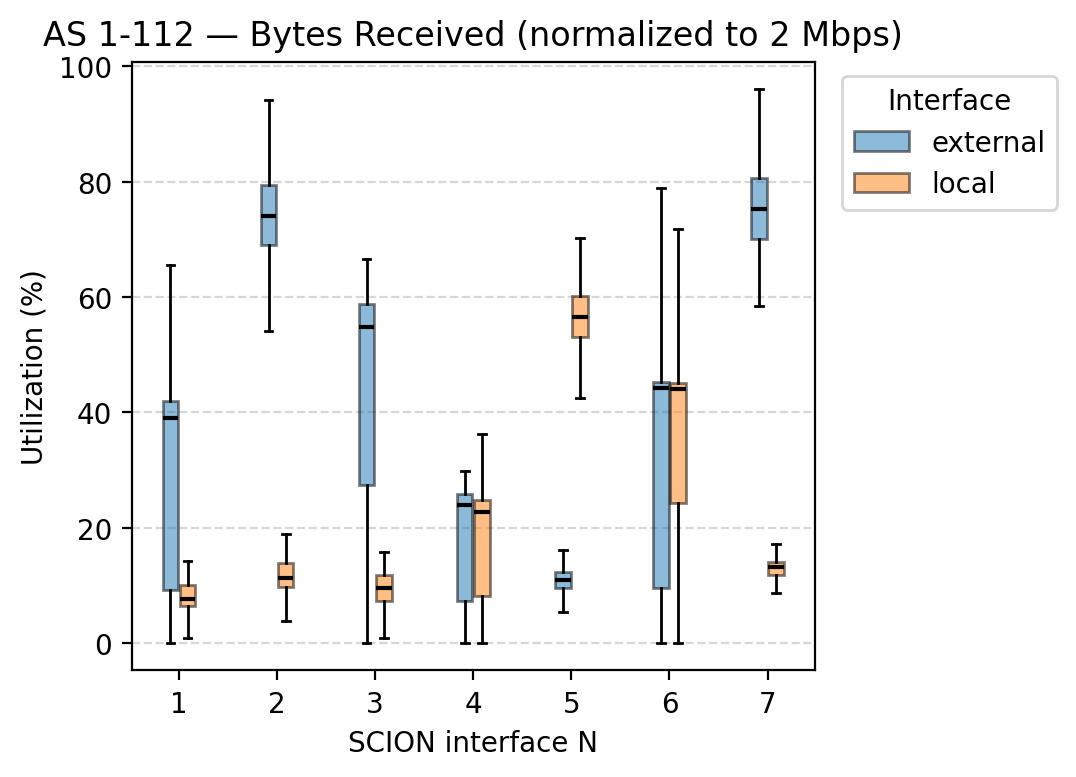 AS 1-112 — Bytes Received (normalized to 2 Mbps)
Interface
external
local
Utilization (%)
100
80
60
40
20
0
1 2 3 4 5 6 7
SCION interface N